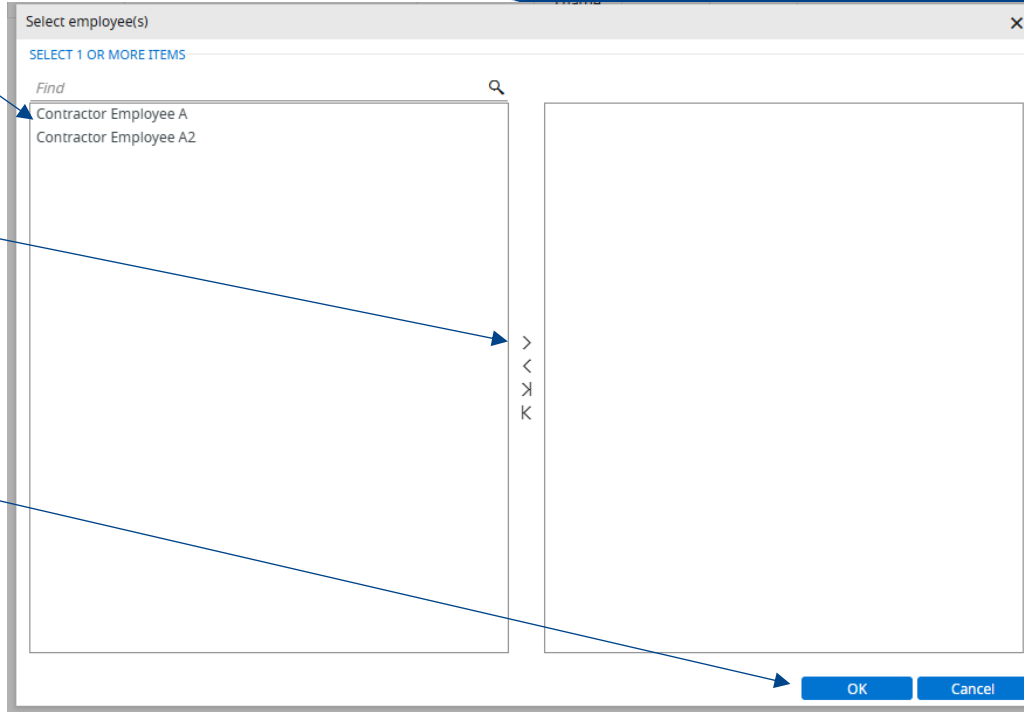 Select employee(s)
SELECT 1 OR MORE ITEMS
Find
Contractor Employee A
Contractor Employee A2
OK
Cancel